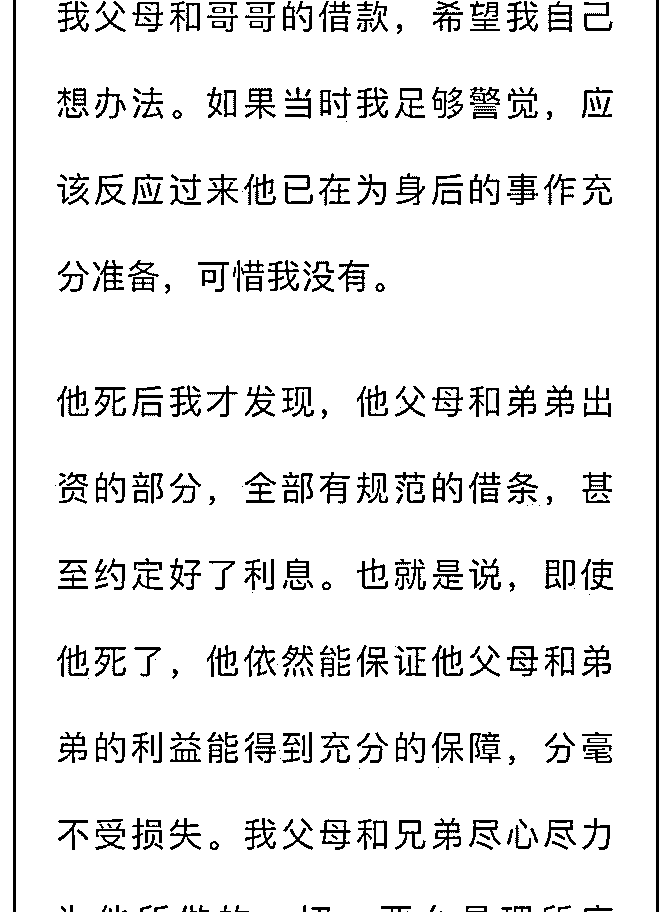 我父母和哥哥的借款，希望我自己
想办法。如果当时我足够警觉，应
该反应过来他已在为身后的事作充
分准备，可惜我没有。
他死后我才发现，他父母和弟弟出
资的部分，全部有规范的借条，甚
至约定好了利息。也就是说，即使
他死了，他依然能保证他父母和弟
弟的利益能得到充分的保障，分毫
不受损失。我父母和兄弟尽心尽力